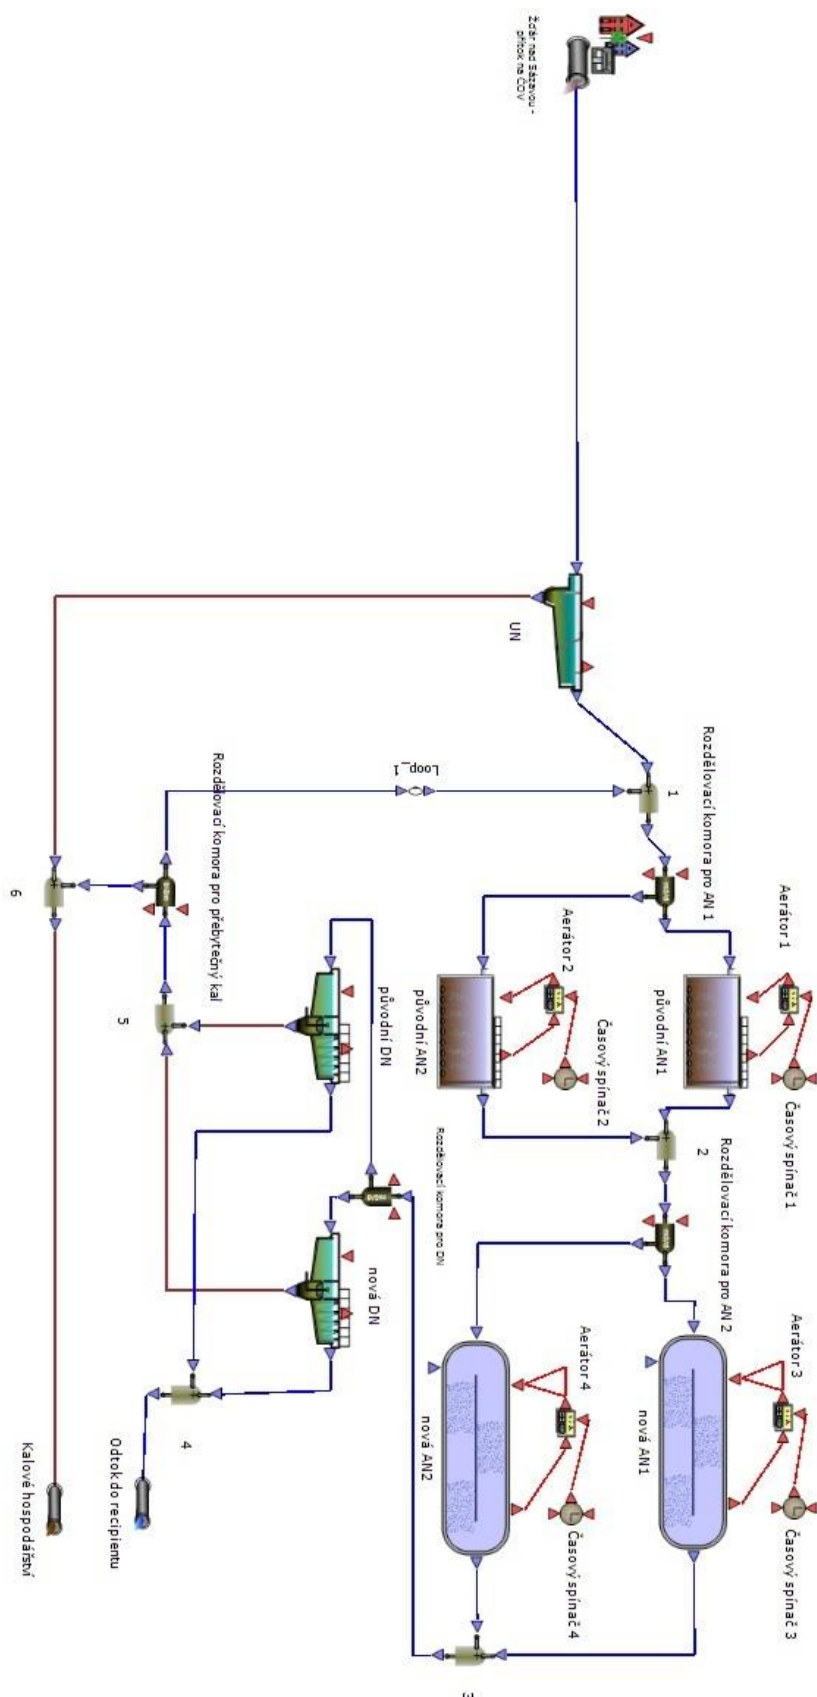 Žďár nad Sázavou -
přítok na ČOV
UN
Loop_1
1
Rozdělovací komora pro AN 1
Aerátor 1
Časový spínač 1
původní AN1
Aerátor 2
Časový spínač 2
původní AN2
2
Rozdělovací komora pro AN 2
Aerátor 3
Časový spínač 3
nová AN1
Aerátor 4
Časový spínač 4
nová AN2
3
Rozdělovací komora pro DN
původní DN
nová DN
4
Odtok do recipientu
5
Rozdělovací komora pro přebytečný kal
6
Kalové hospodářství